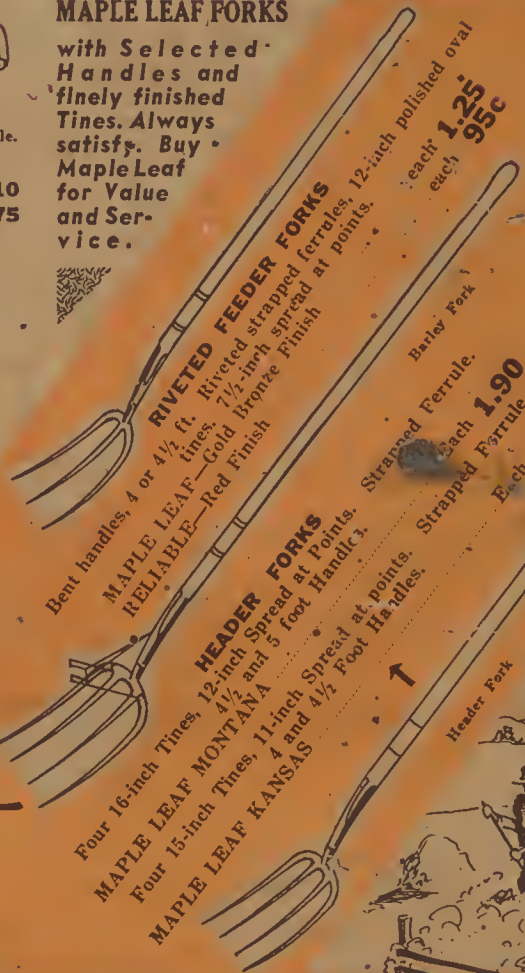 MAPLE LEAF FORKS
with Selected
Handles and
finely finished
Tines. Always
satisfy. Buy
Maple Leaf
for Value
and Ser-
vice.
le.
10
75
RIVETED FEEDER FORKS
Bent handles, 4 or 4½ ft. Riveted strapped ferrules, 12-inch polished oval
tines. 7½-inch spread at points.
MAPLE LEAF—Gold Bronze Finish each 1.25
RELIABLE—Red Finish each 95c
Barley Fork
HEADER FORKS
Four 16-inch Tines, 12-inch Spread at Points. Strapped Ferrule.
4½ and 5 foot Handles.
MAPLE LEAF MONTANA each 1.90
Four 15-inch Tines, 11-inch Spread at points. Strapped Ferrule
4 and 4½ Foot Handles.
MAPLE LEAF KANSAS Each
Header Fork